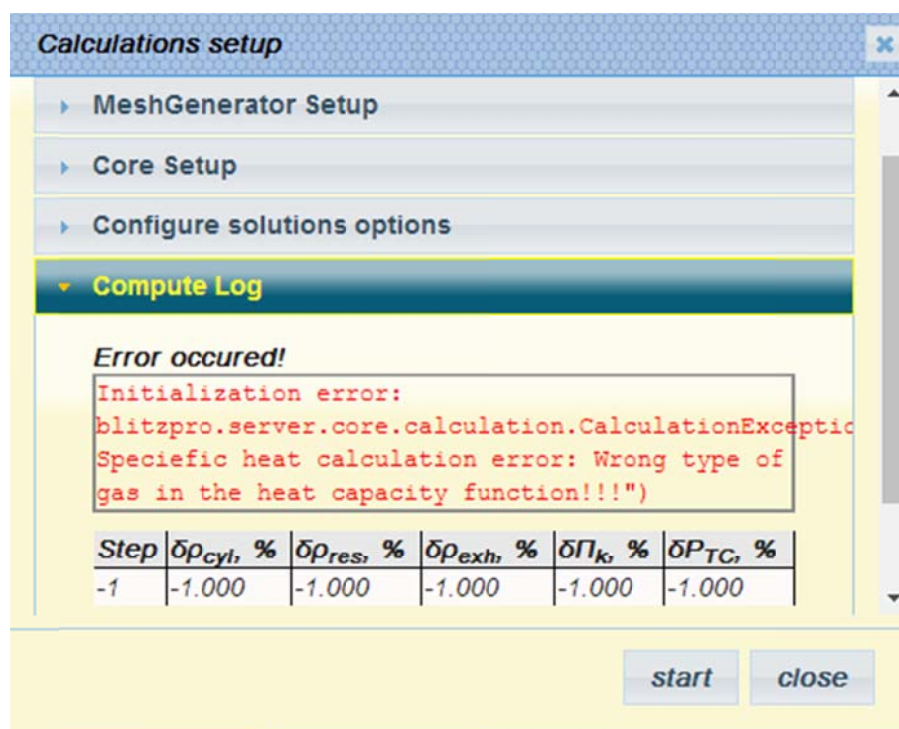 Calculations setup
MeshGenerator Setup
Core Setup
Configure solutions options
Compute Log
Error occured!
Initialization error:
blitzpro.server.core.calculation.CalculationExceptio
Speciefic heat calculation error: Wrong type of
gas in the heat capacity function!!!")
Step δρcyl, % δρres, % δρexh, % δΠk, % δPTC, %
-1 -1.000 -1.000 -1.000 -1.000 -1.000
start close